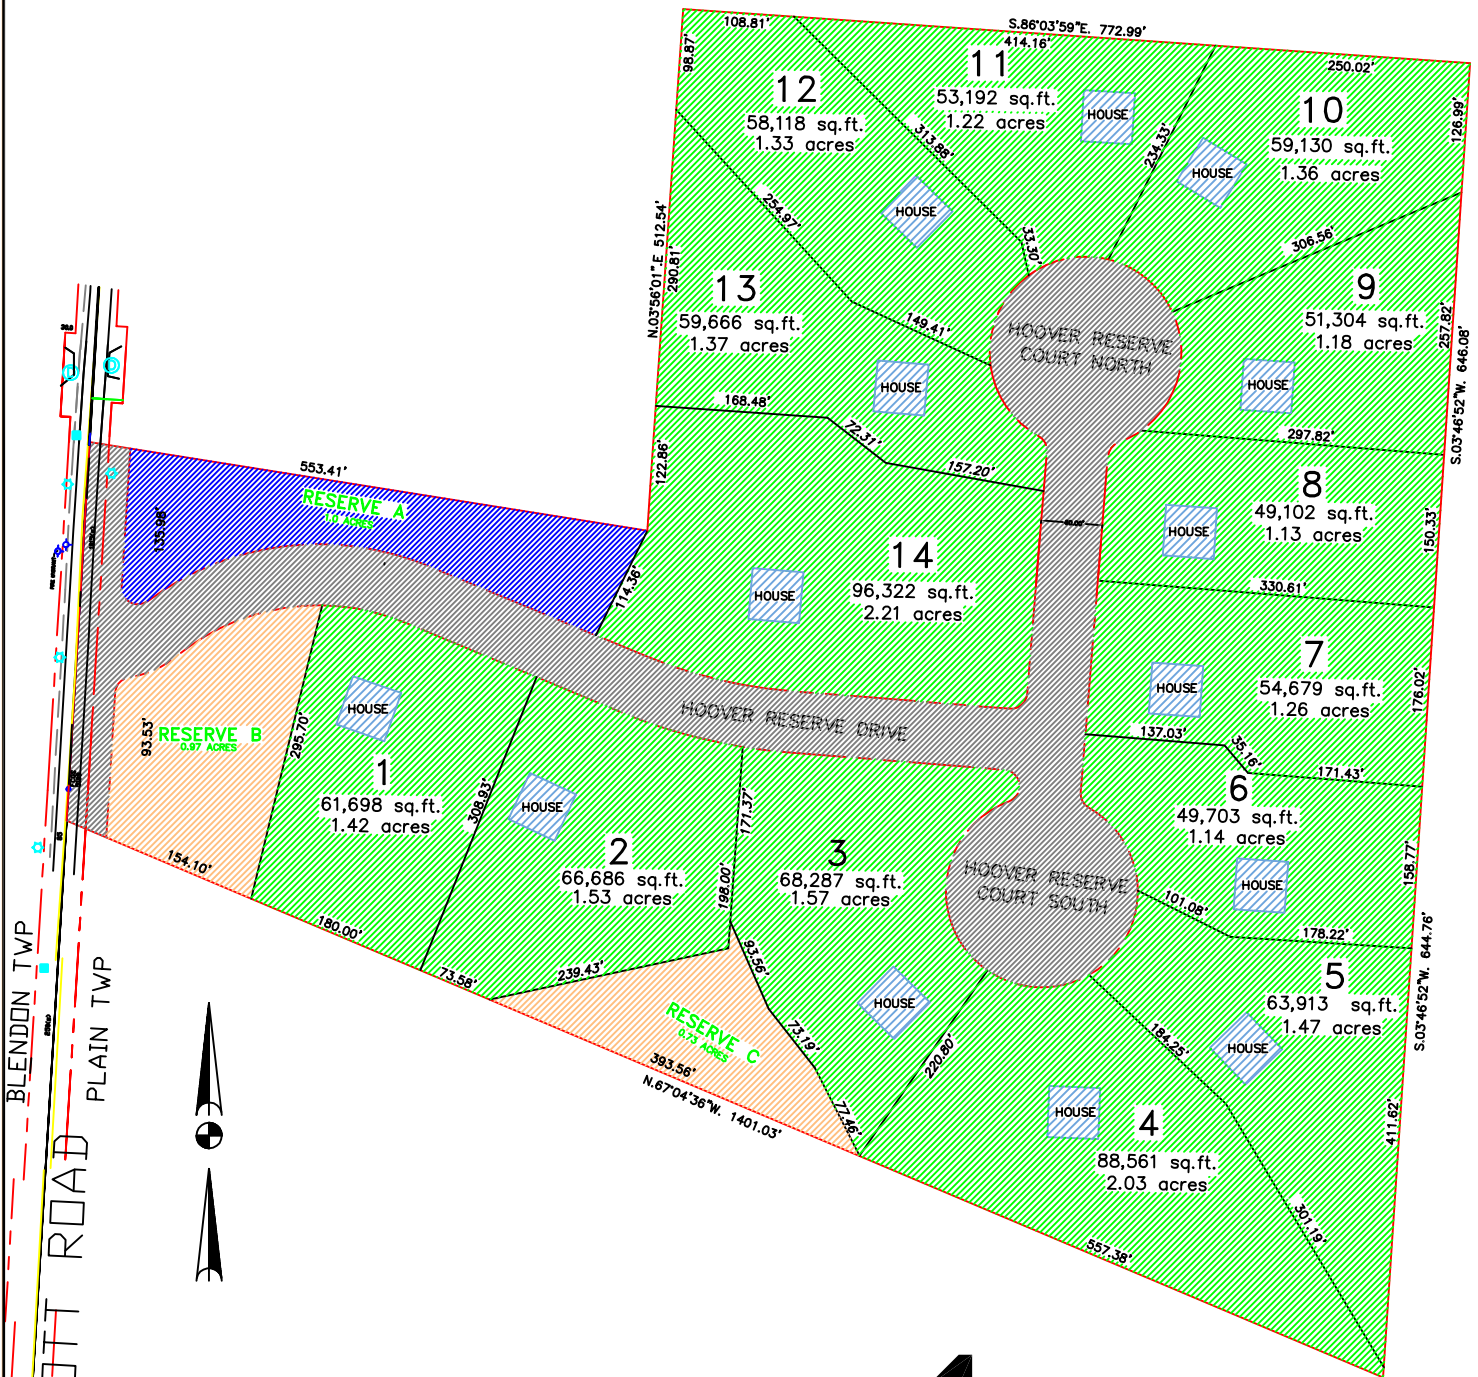 S.86°03'59"E. 772.99'
108.81'
414.16'
250.02'
98.87'
11
53,192 sq.ft.
1.22 acres
HOUSE
12
58,118 sq.ft.
1.33 acres
HOUSE
10
59,130 sq.ft.
1.36 acres
HOUSE
126.99'
313.88'
234.33'
33.30'
254.97'
306.56'
N.03°56'01".E 512.54'
290.81'
13
59,666 sq.ft.
1.37 acres
HOUSE
149.41'
HOOVER RESERVE
COURT NORTH
9
51,304 sq.ft.
1.18 acres
HOUSE
257.82'
S.03°46'52"W. 646.08'
168.48'
72.31'
157.20'
122.86'
297.82'
553.41'
RESERVE A
1.11 ACRES
135.98'
114.36'
60.00'
8
49,102 sq.ft.
1.13 acres
HOUSE
150.33'
14
96,322 sq.ft.
2.21 acres
HOUSE
330.61'
7
54,679 sq.ft.
1.26 acres
HOUSE
176.02'
HOOVER RESERVE DRIVE
137.03'
35.16'
171.43'
93.53'
RESERVE B
0.97 ACRES
295.70'
HOUSE
1
61,698 sq.ft.
1.42 acres
308.93'
HOUSE
2
66,686 sq.ft.
1.53 acres
171.37'
198.00'
3
68,287 sq.ft.
1.57 acres
HOUSE
6
49,703 sq.ft.
1.14 acres
HOUSE
158.77'
HOOVER RESERVE
COURT SOUTH
101.08'
178.22'
154.10'
180.00'
73.58'
239.43'
93.56'
73.19'
77.46'
RESERVE C
0.73 ACRES
393.56'
N.67°04'36"W. 1401.03'
220.80'
184.25'
5
63,913 sq.ft.
1.47 acres
HOUSE
S.03°46'52"W. 644.76'
411.62'
HOUSE
4
88,561 sq.ft.
2.03 acres
301.19'
557.38'
BLENDON TWP
PLAIN TWP
ROAD